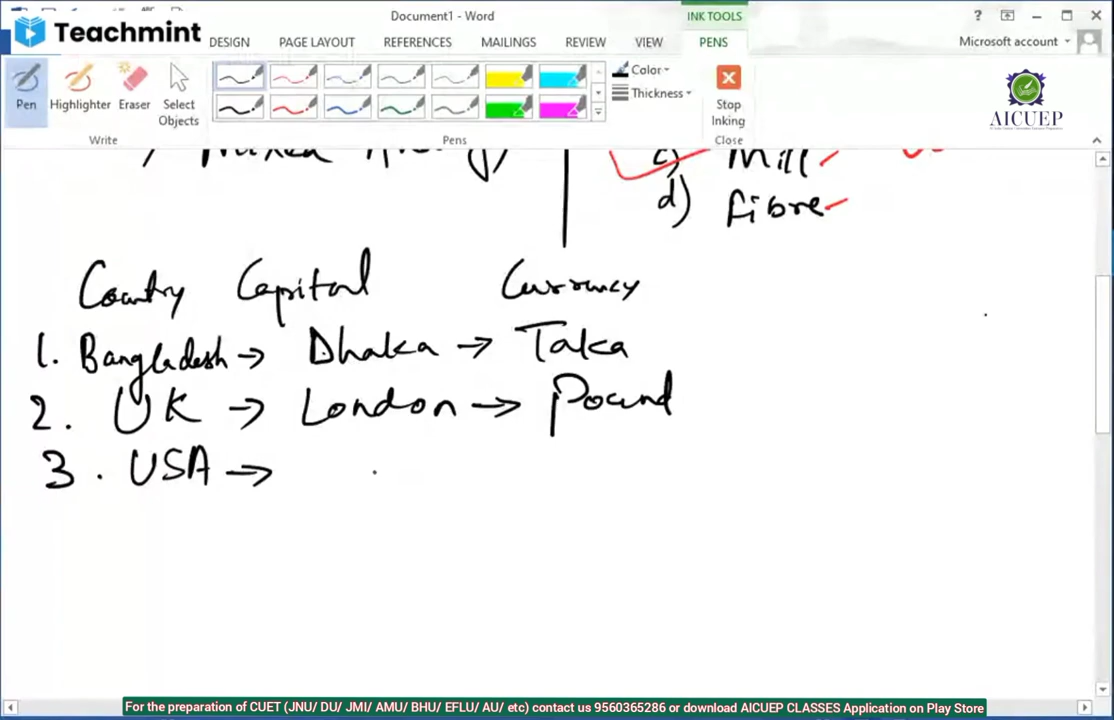 Document1 - Word
INK TOOLS
Teachmint
DESIGN PAGE LAYOUT REFERENCES MAILINGS REVIEW VIEW PENS
Microsoft account
Pen Highlighter Eraser Select Objects
Color
Thickness
Stop Inking
Write Pens Close
AICUEP
c) Mill
d) fibre
Country Capital Currency
1. Bangladesh → Dhaka → Taka
2. UK → London → Pound
3. USA →
For the preparation of CUET (JNU/ DU/ JMI/ AMU/ BHU/ EFLU/ AU/ etc) contact us 9560365286 or download AICUEP CLASSES Application on Play Store